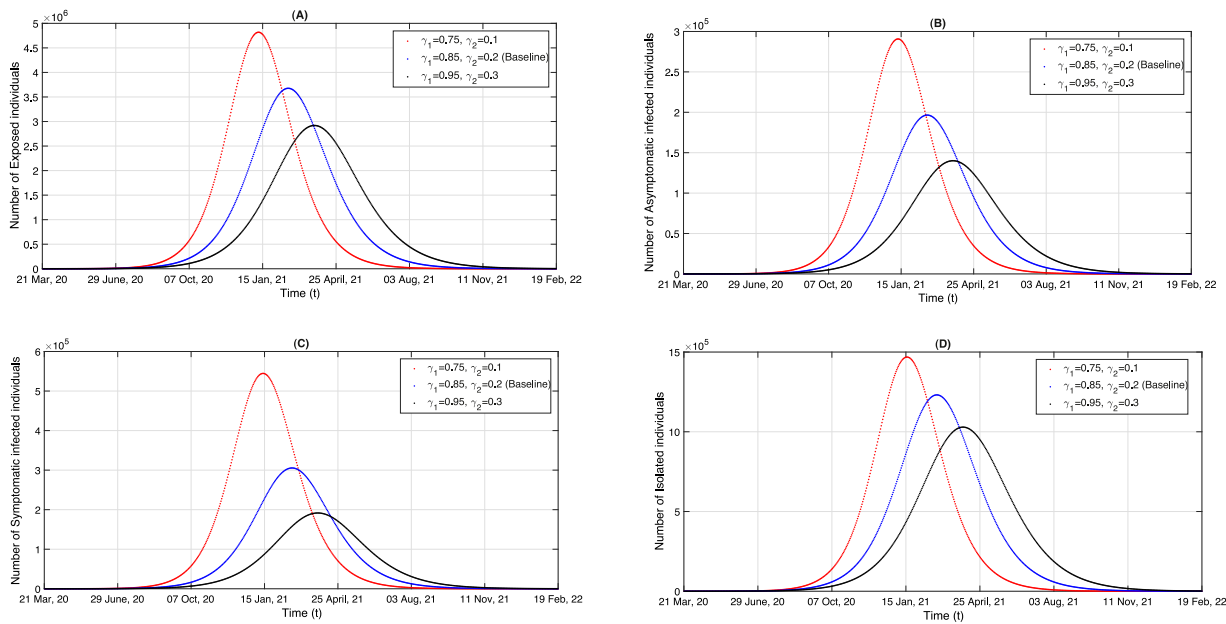 (A)
×10⁶
Number of Exposed individuals
5
4.5
4
3.5
3
2.5
2
1.5
1
0.5
0
γ₁=0.75, γ₂=0.1
γ₁=0.85, γ₂=0.2 (Baseline)
γ₁=0.95, γ₂=0.3
21 Mar, 20 29 June, 20 07 Oct, 20 15 Jan, 21 25 April, 21 03 Aug, 21 11 Nov, 21 19 Feb, 22
Time (t)
(B)
×10⁵
Number of Asymptomatic infected individuals
3
2.5
2
1.5
1
0.5
0
γ₁=0.75, γ₂=0.1
γ₁=0.85, γ₂=0.2 (Baseline)
γ₁=0.95, γ₂=0.3
21 Mar, 20 29 June, 20 07 Oct, 20 15 Jan, 21 25 April, 21 03 Aug, 21 11 Nov, 21 19 Feb, 22
Time (t)
(C)
×10⁵
Number of Symptomatic infected individuals
6
5
4
3
2
1
0
γ₁=0.75, γ₂=0.1
γ₁=0.85, γ₂=0.2 (Baseline)
γ₁=0.95, γ₂=0.3
21 Mar, 20 29 June, 20 07 Oct, 20 15 Jan, 21 25 April, 21 03 Aug, 21 11 Nov, 21 19 Feb, 22
Time (t)
(D)
×10⁵
Number of Isolated individuals
15
10
5
0
γ₁=0.75, γ₂=0.1
γ₁=0.85, γ₂=0.2 (Baseline)
γ₁=0.95, γ₂=0.3
21 Mar, 20 29 June, 20 07 Oct, 20 15 Jan, 21 25 April, 21 03 Aug, 21 11 Nov, 21 19 Feb, 22
Time (t)